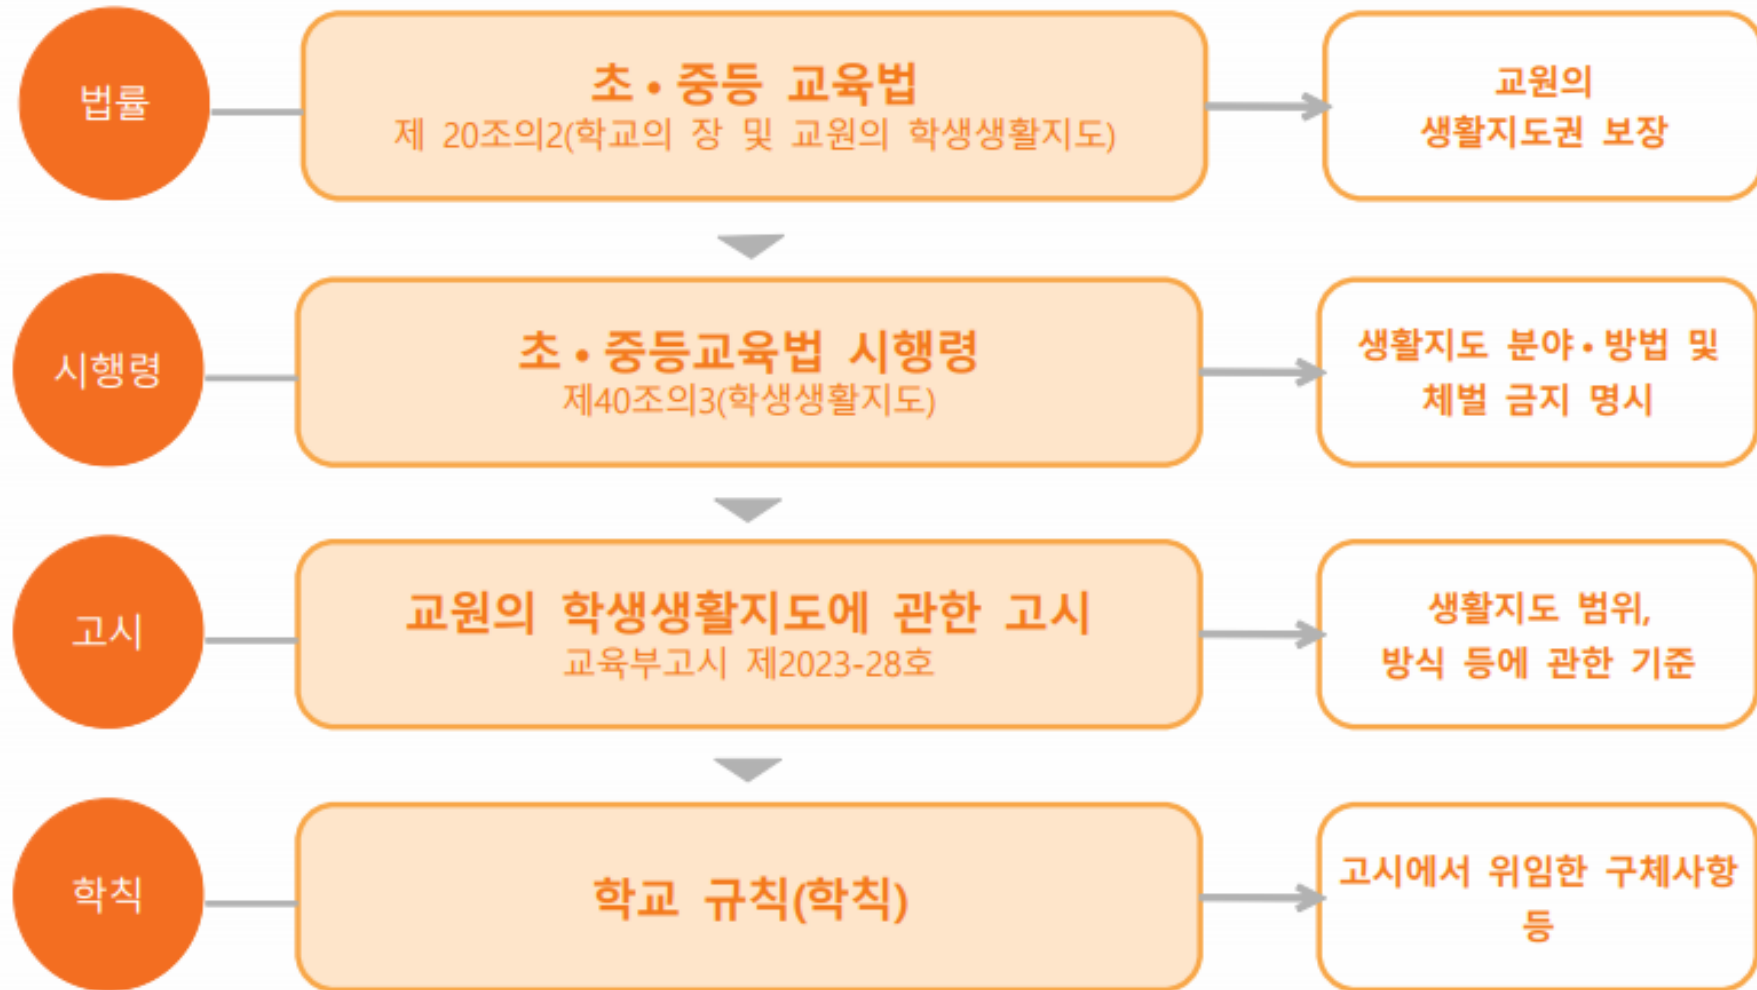 법률
초・중등 교육법
제 20조의2(학교의 장 및 교원의 학생생활지도)
교원의
생활지도권 보장
시행령
초・중등교육법 시행령
제40조의3(학생생활지도)
생활지도 분야・방법 및
체벌 금지 명시
고시
교원의 학생생활지도에 관한 고시
교육부고시 제2023-28호
생활지도 범위,
방식 등에 관한 기준
학칙
학교 규칙(학칙)
고시에서 위임한 구체사항
등